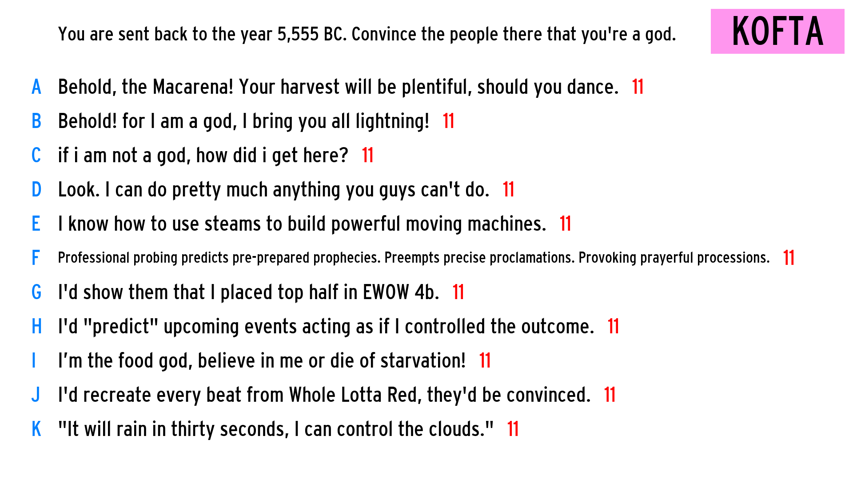 You are sent back to the year 5,555 BC. Convince the people there that you're a god.
KOFTA
A Behold, the Macarena! Your harvest will be plentiful, should you dance. 11
B Behold! for I am a god, I bring you all lightning! 11
C if i am not a god, how did i get here? 11
D Look. I can do pretty much anything you guys can't do. 11
E I know how to use steams to build powerful moving machines. 11
F Professional probing predicts pre-prepared prophecies. Preempts precise proclamations. Provoking prayerful processions. 11
G I'd show them that I placed top half in EWOW 4b. 11
H I'd "predict" upcoming events acting as if I controlled the outcome. 11
I I’m the food god, believe in me or die of starvation! 11
J I'd recreate every beat from Whole Lotta Red, they'd be convinced. 11
K "It will rain in thirty seconds, I can control the clouds." 11